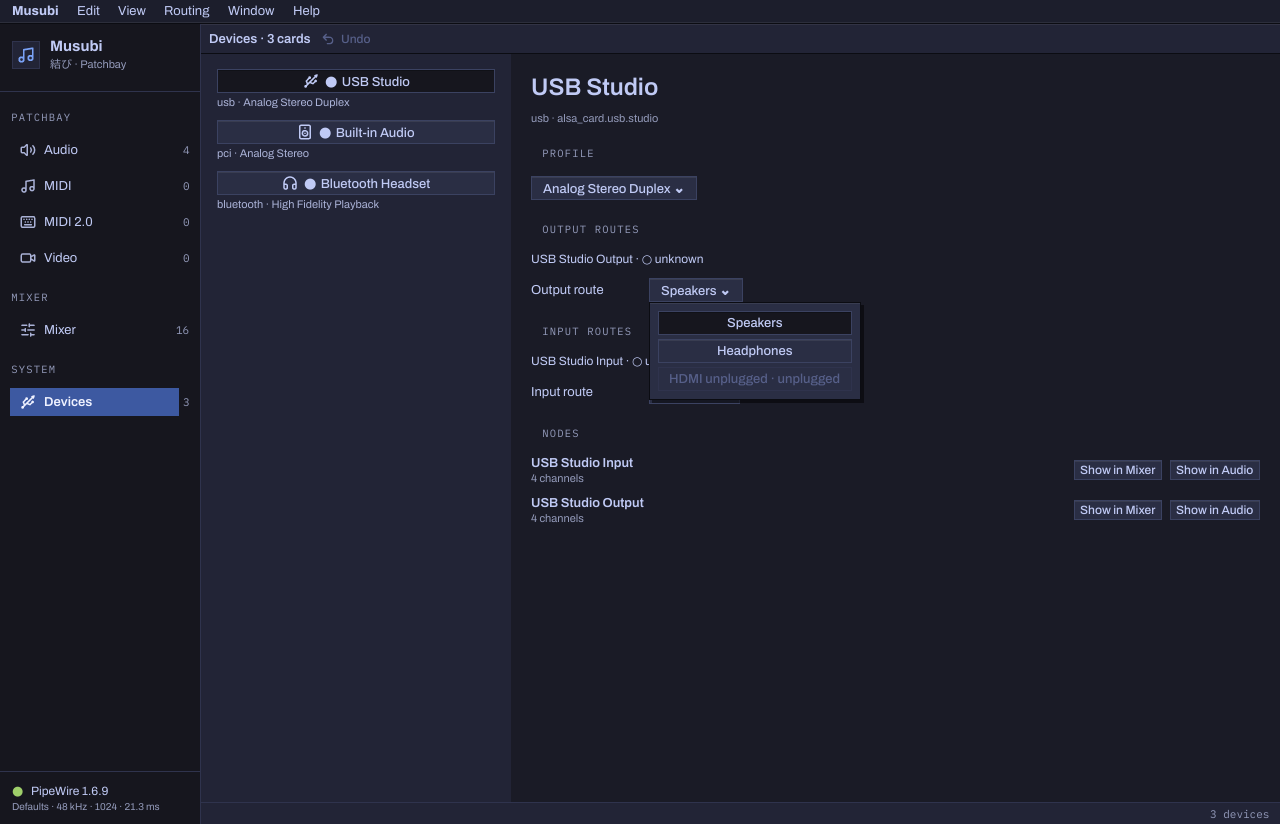 Musubi Edit View Routing Window Help
Musubi
結び · Patchbay
PATCHBAY
Audio 4
MIDI 0
MIDI 2.0 0
Video 0
MIXER
Mixer 16
SYSTEM
Devices 3
PipeWire 1.6.9
Defaults · 48 kHz · 1024 · 21.3 ms
Devices · 3 cards Undo
USB Studio
usb · Analog Stereo Duplex
Built-in Audio
pci · Analog Stereo
Bluetooth Headset
bluetooth · High Fidelity Playback
USB Studio
usb · alsa_card.usb.studio
PROFILE
Analog Stereo Duplex
OUTPUT ROUTES
USB Studio Output · ○ unknown
Output route Speakers
Speakers
Headphones
HDMI unplugged · unplugged
INPUT ROUTES
USB Studio Input · ○
Input route
NODES
USB Studio Input
4 channels
Show in Mixer Show in Audio
USB Studio Output
4 channels
Show in Mixer Show in Audio
3 devices